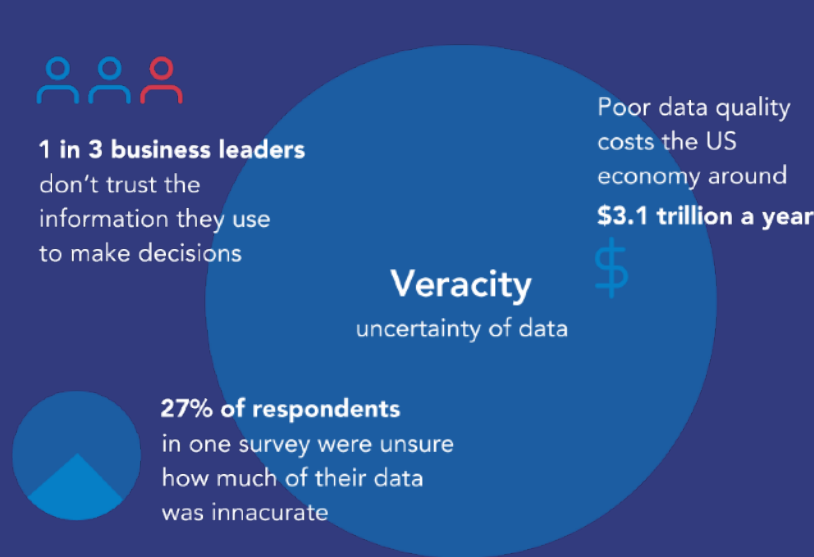 1 in 3 business leaders
don't trust the
information they use
to make decisions
Poor data quality
costs the US
economy around
$3.1 trillion a year
$
Veracity
uncertainty of data
27% of respondents
in one survey were unsure
how much of their data
was innacurate